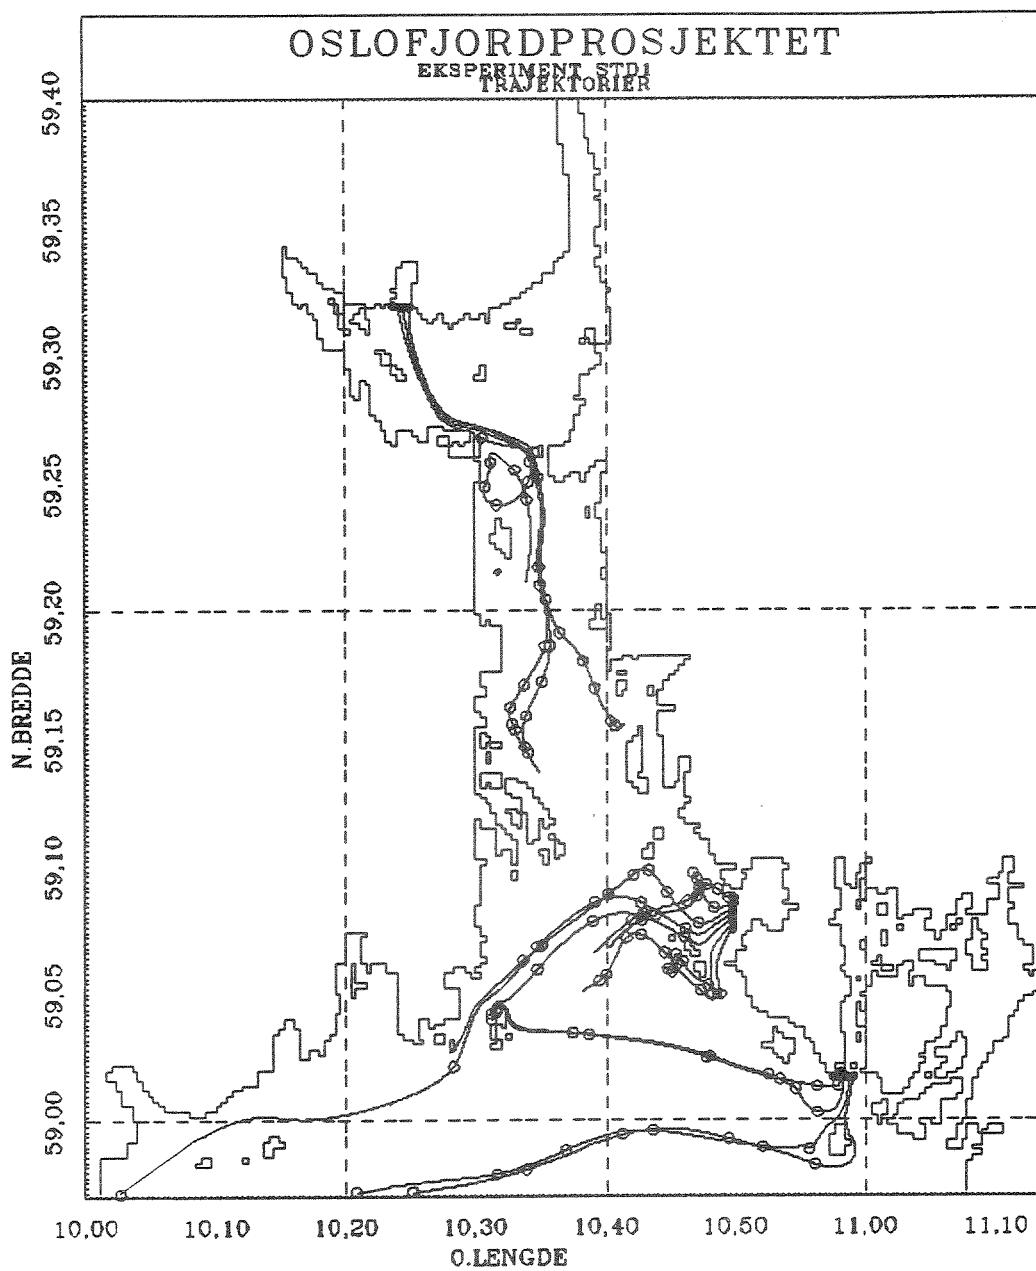 OSLOFJORDPROSJEKTET
EKSPERIMENT STD1
TRAJEKTORIER
59,40
59,35
59,30
59,25
59,20
59,15
59,10
59,05
59,00
N.BREDDE
10,00 10,10 10,20 10,30 10,40 10,50 11,00 11,10
O.LENGDE